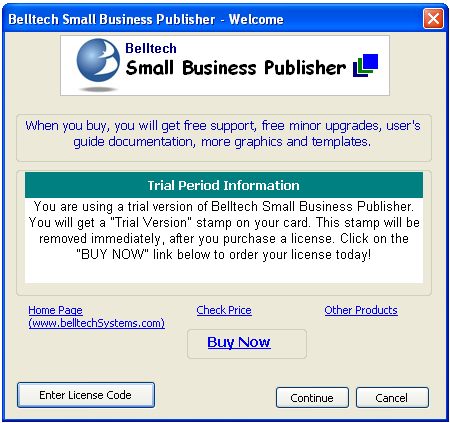 Belltech Small Business Publisher - Welcome
Belltech
Small Business Publisher
When you buy, you will get free support, free minor upgrades, user's
guide documentation, more graphics and templates.
Trial Period Information
You are using a trial version of Belltech Small Business Publisher.
You will get a "Trial Version" stamp on your card. This stamp will be
removed immediately, after you purchase a license. Click on the
"BUY NOW" link below to order your license today!
Home Page Check Price Other Products
(www.belltechSystems.com)
Buy Now
Enter License Code Continue Cancel